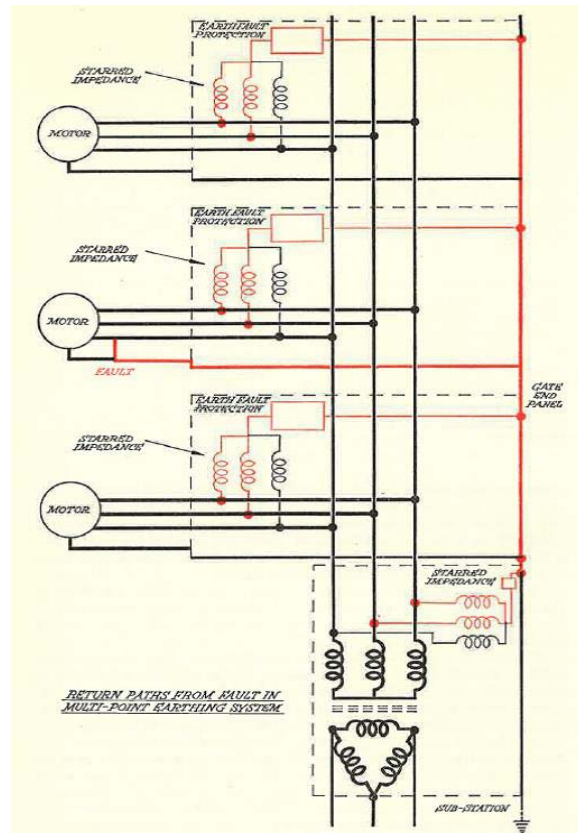 EARTH FAULT
PROTECTION
STARRED
IMPEDANCE
MOTOR
EARTH FAULT
PROTECTION
STARRED
IMPEDANCE
MOTOR
FAULT
GATE
END
PANEL
EARTH FAULT
PROTECTION
STARRED
IMPEDANCE
MOTOR
STARRED
IMPEDANCE
RETURN PATHS FROM FAULT IN
MULTI-POINT EARTHING SYSTEM
SUB-STATION